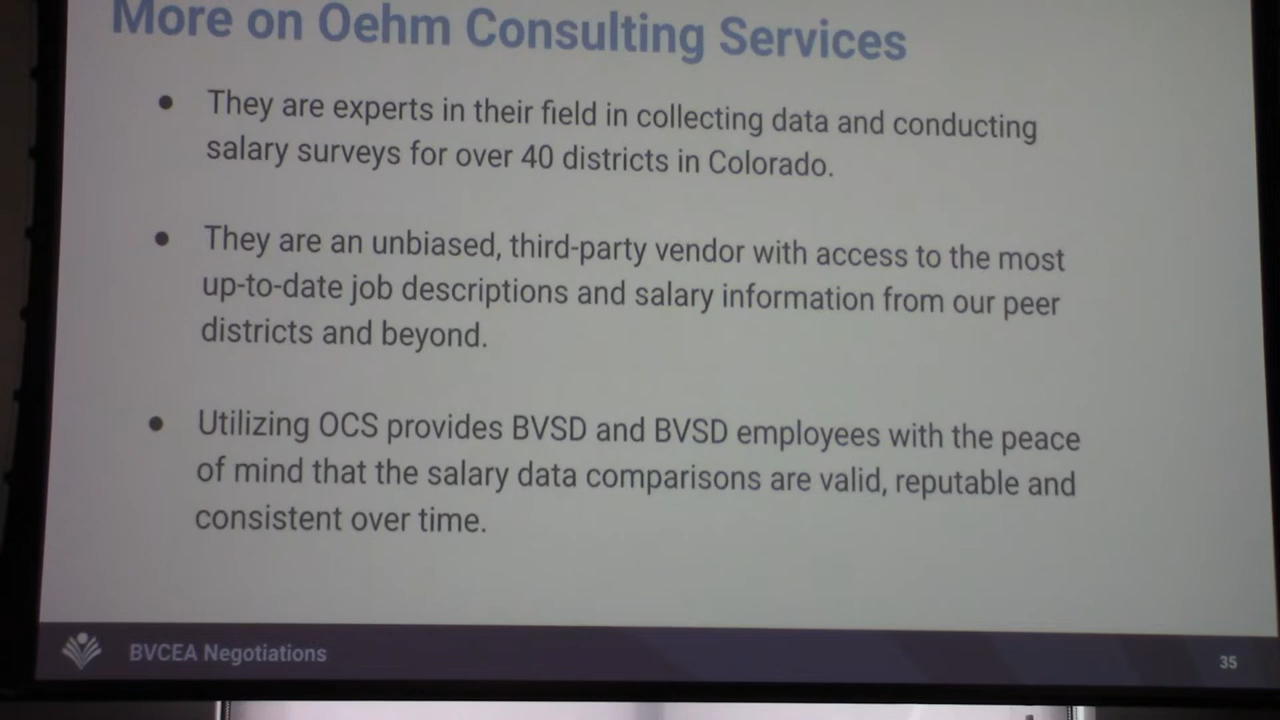 More on Oehm Consulting Services
● They are experts in their field in collecting data and conducting
salary surveys for over 40 districts in Colorado.
● They are an unbiased, third-party vendor with access to the most
up-to-date job descriptions and salary information from our peer
districts and beyond.
● Utilizing OCS provides BVSD and BVSD employees with the peace
of mind that the salary data comparisons are valid, reputable and
consistent over time.
BVCEA Negotiations
35